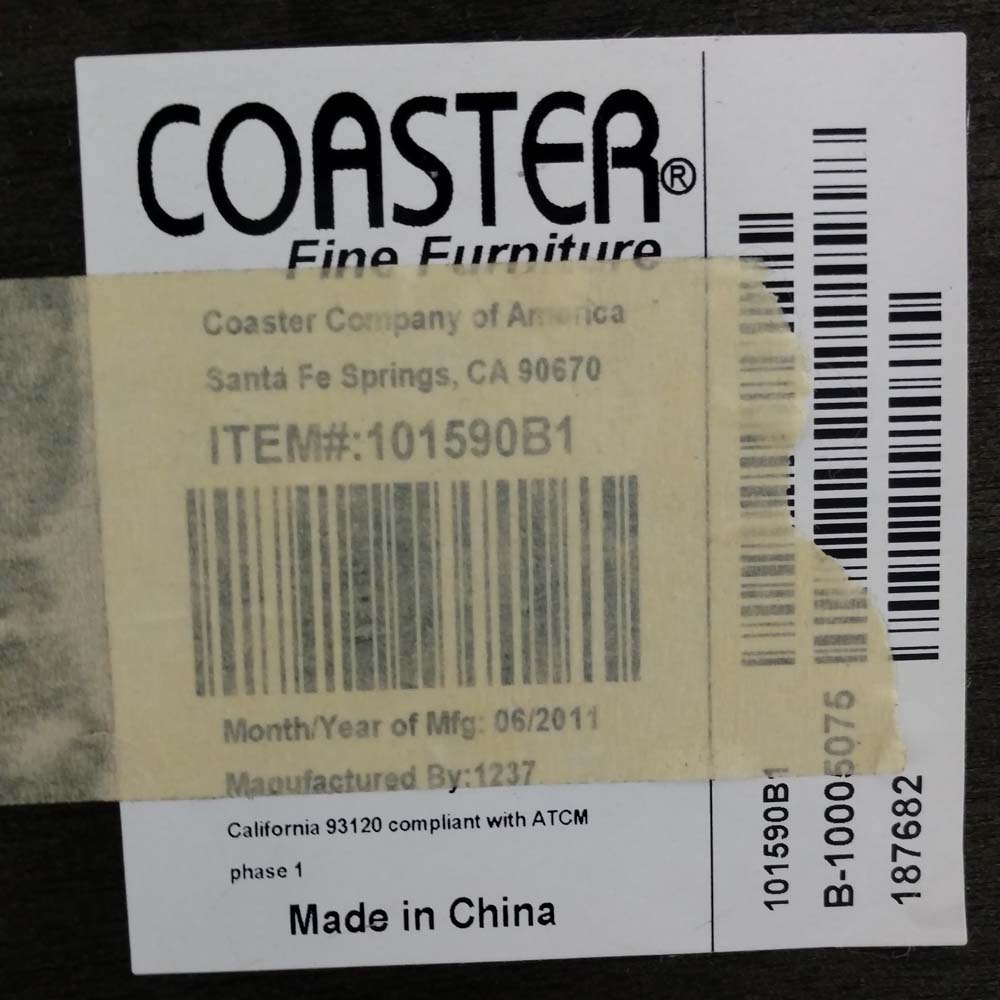 COASTER®
Fine Furniture
Coaster Company of America
Santa Fe Springs, CA 90670
ITEM#:101590B1
Month/Year of Mfg: 06/2011
Manufactured By:1237
California 93120 compliant with ATCM
phase 1
Made in China
101590B1
B-10005075
187682